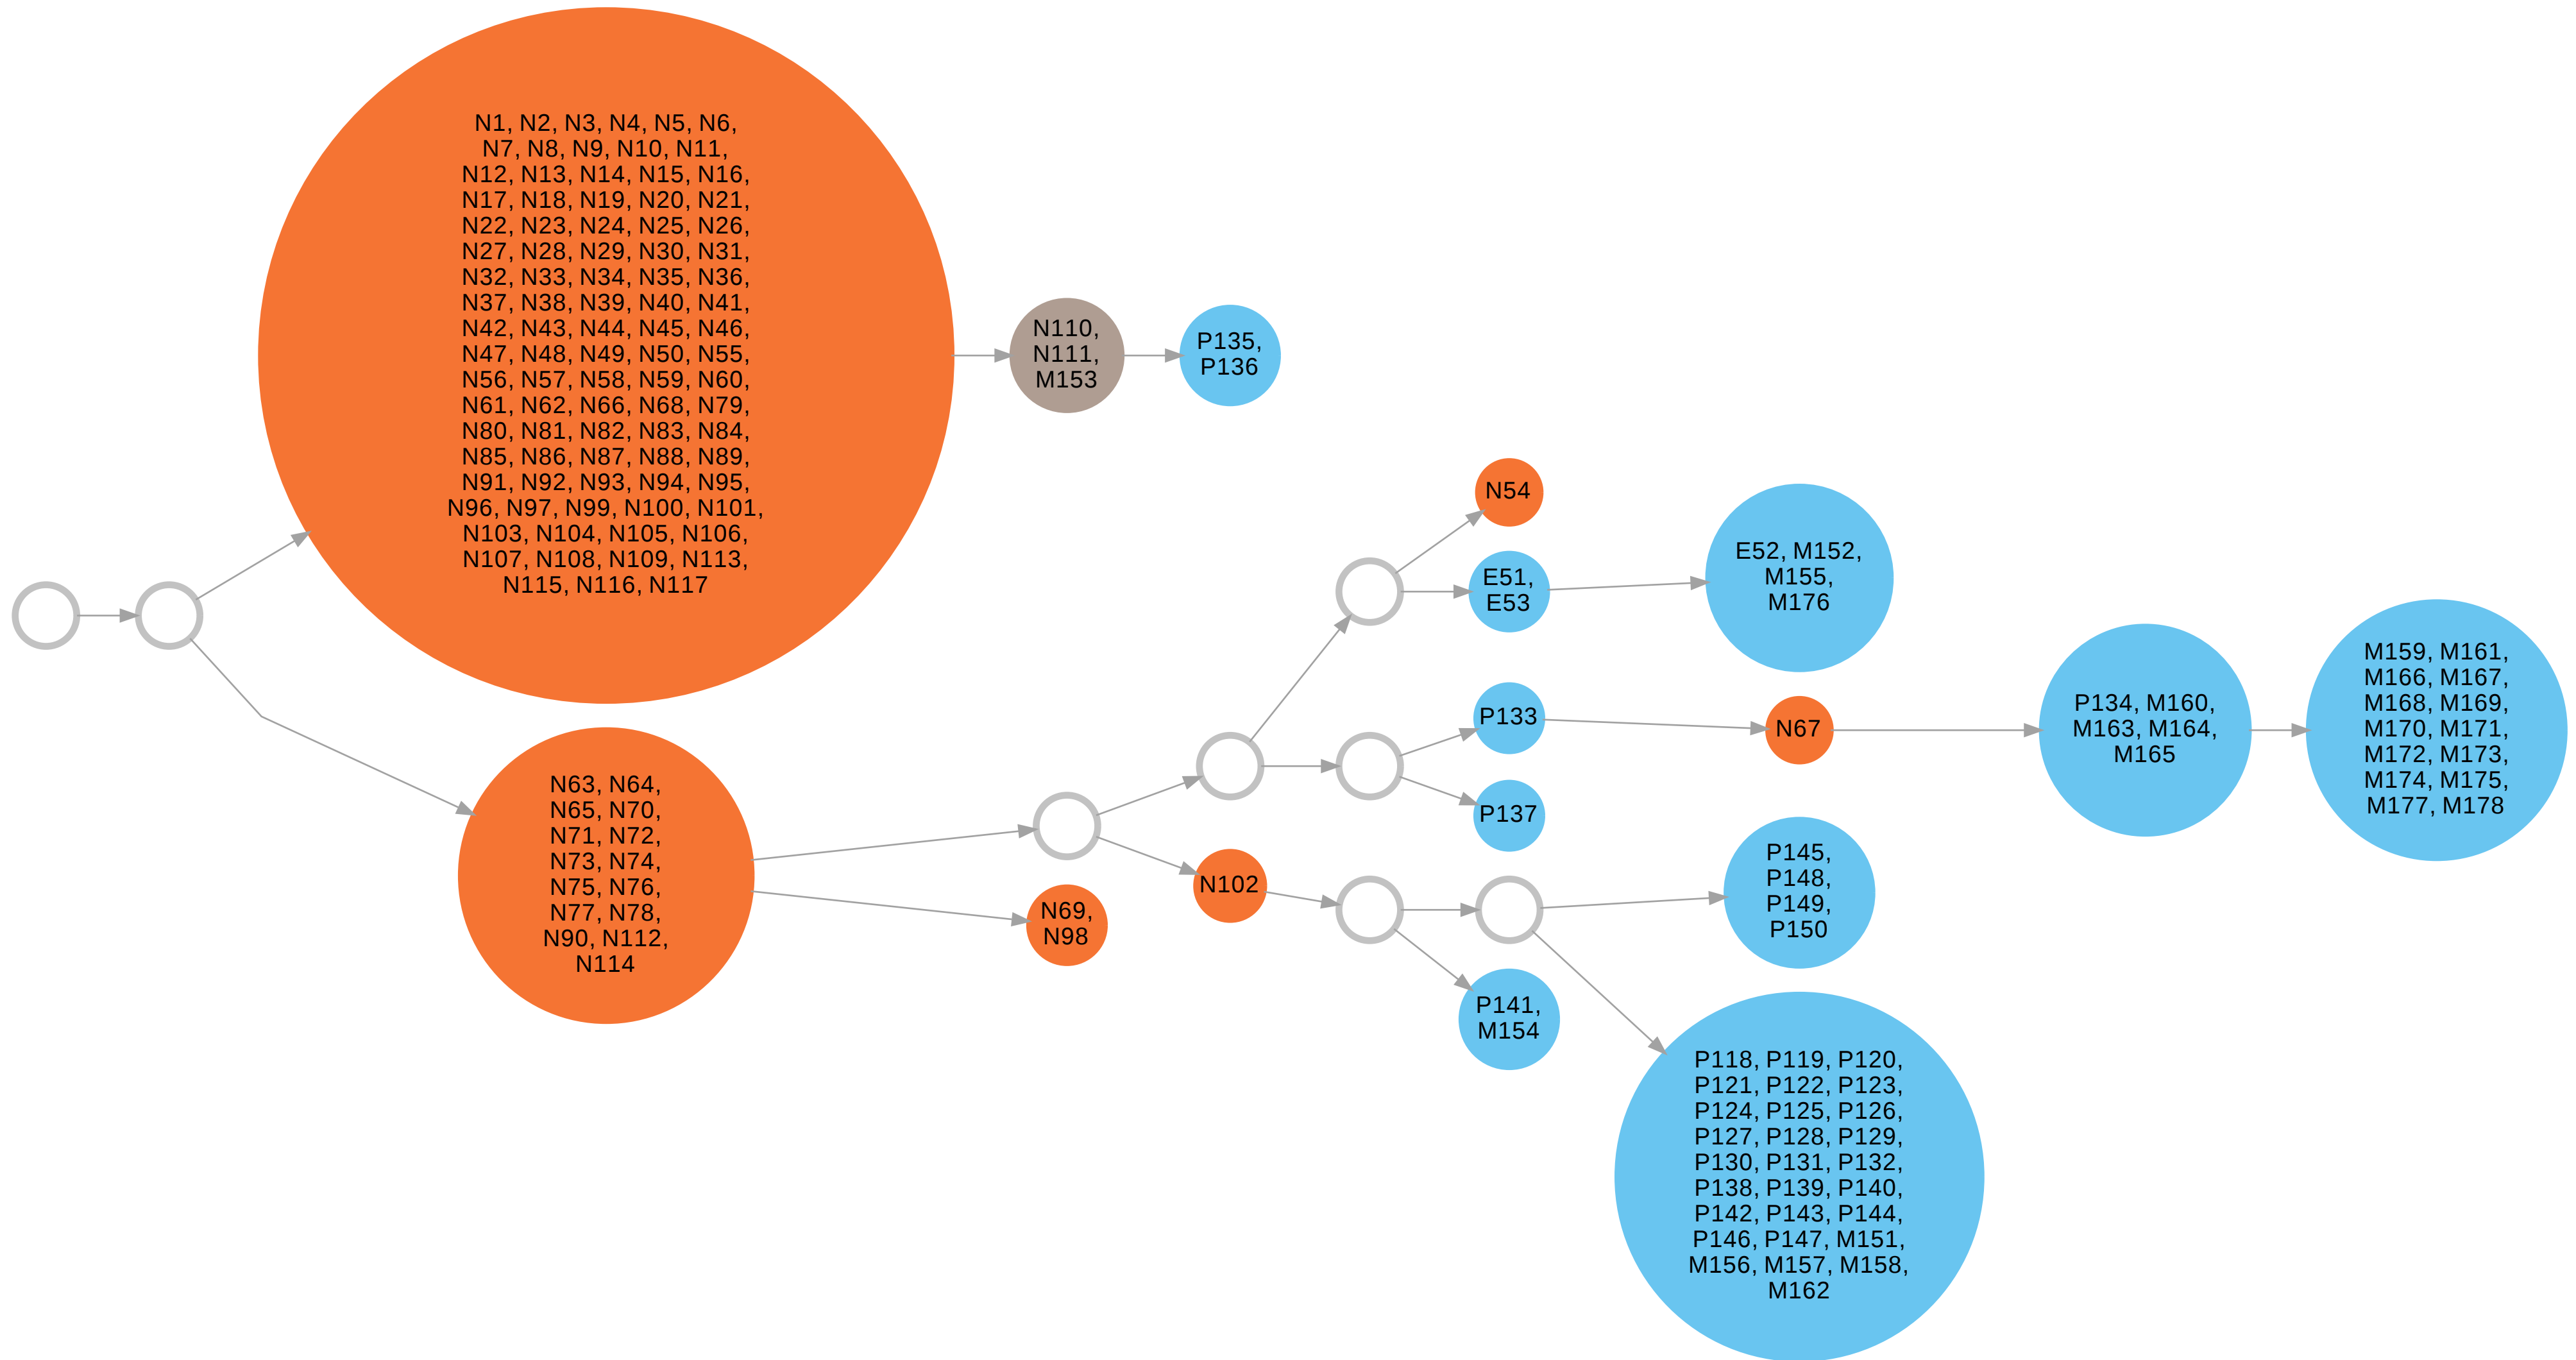 N1, N2, N3, N4, N5, N6,
N7, N8, N9, N10, N11,
N12, N13, N14, N15, N16,
N17, N18, N19, N20, N21,
N22, N23, N24, N25, N26,
N27, N28, N29, N30, N31,
N32, N33, N34, N35, N36,
N37, N38, N39, N40, N41,
N42, N43, N44, N45, N46,
N47, N48, N49, N50, N55,
N56, N57, N58, N59, N60,
N61, N62, N66, N68, N79,
N80, N81, N82, N83, N84,
N85, N86, N87, N88, N89,
N91, N92, N93, N94, N95,
N96, N97, N99, N100, N101,
N103, N104, N105, N106,
N107, N108, N109, N113,
N115, N116, N117
N110,
N111,
M153
P135,
P136
N54
E51,
E53
E52, M152,
M155,
M176
P133
N67
P134, M160,
M163, M164,
M165
M159, M161,
M166, M167,
M168, M169,
M170, M171,
M172, M173,
M174, M175,
M177, M178
P137
N63, N64,
N65, N70,
N71, N72,
N73, N74,
N75, N76,
N77, N78,
N90, N112,
N114
N69,
N98
N102
P145,
P148,
P149,
P150
P141,
M154
P118, P119, P120,
P121, P122, P123,
P124, P125, P126,
P127, P128, P129,
P130, P131, P132,
P138, P139, P140,
P142, P143, P144,
P146, P147, M151,
M156, M157, M158,
M162